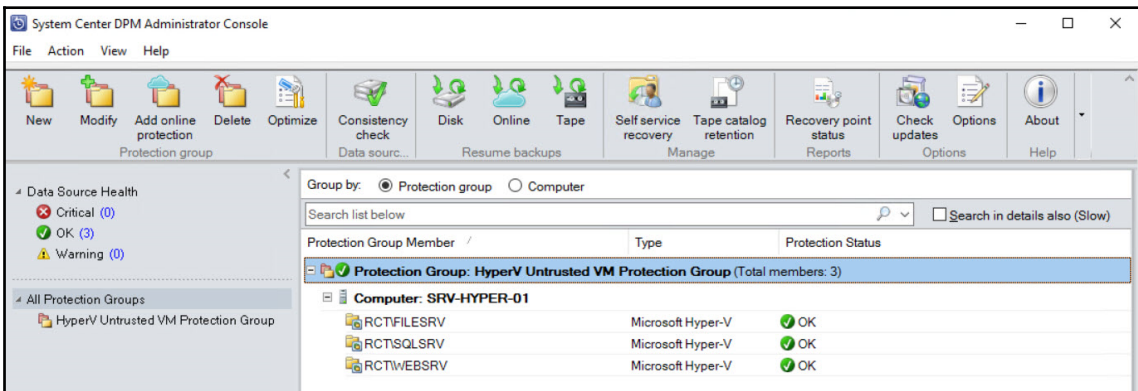 System Center DPM Administrator Console
File Action View Help
New Modify Add online protection Delete Optimize Consistency check Disk Online Tape Self service recovery Tape catalog retention Recovery point status Check updates Options About
Protection group Data sourc... Resume backups Manage Reports Options Help
Data Source Health
Critical (0)
OK (3)
Warning (0)
All Protection Groups
HyperV Untrusted VM Protection Group
Group by: Protection group Computer
Search list below Search in details also (Slow)
Protection Group Member Type Protection Status
Protection Group: HyperV Untrusted VM Protection Group (Total members: 3)
Computer: SRV-HYPER-01
RCT\FILESRV Microsoft Hyper-V OK
RCT\SQLSRV Microsoft Hyper-V OK
RCT\WEBSRV Microsoft Hyper-V OK